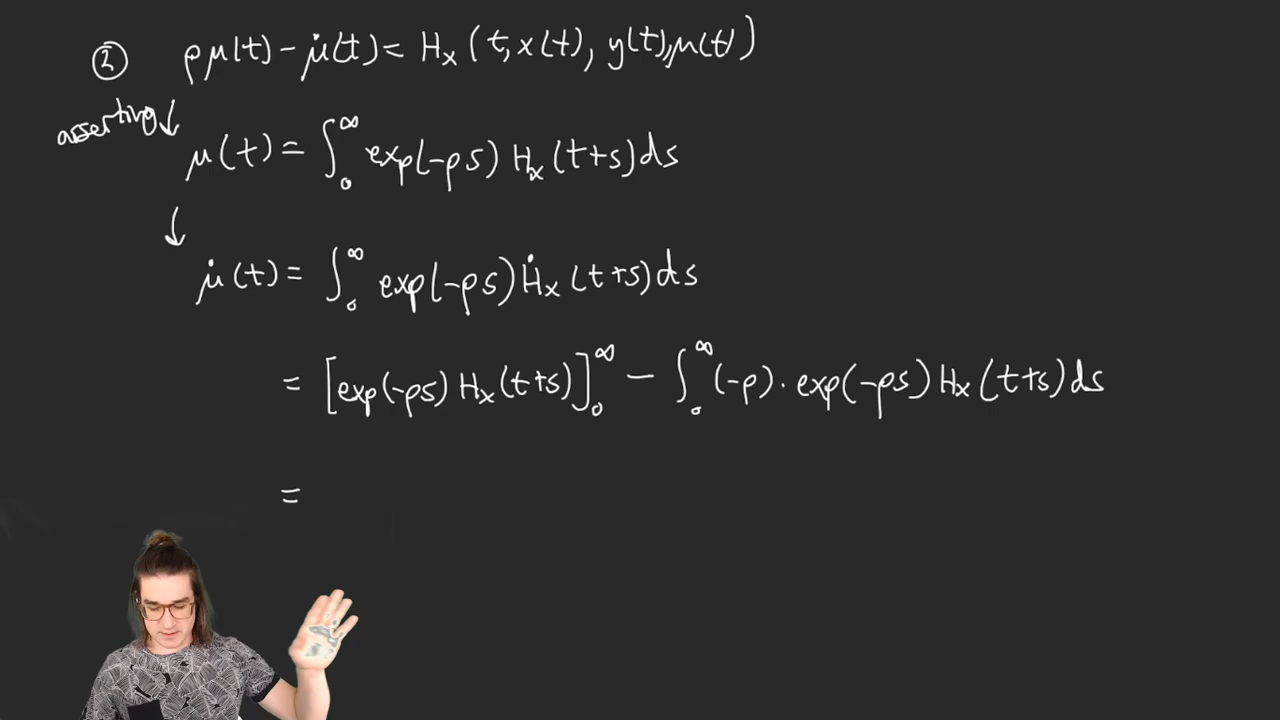 ② ρμ(t) - μ̇(t) = Hₓ(t, x(t), y(t), μ(t))
asserting ↓
μ(t) = ∫₀^∞ exp(-ρs) Hₓ(t+s) ds
↓
μ̇(t) = ∫₀^∞ exp(-ρs) Ḣₓ(t+s) ds
= [exp(-ρs) Hₓ(t+s)]₀^∞ - ∫₀^∞ (-ρ) · exp(-ρs) Hₓ(t+s) ds
=